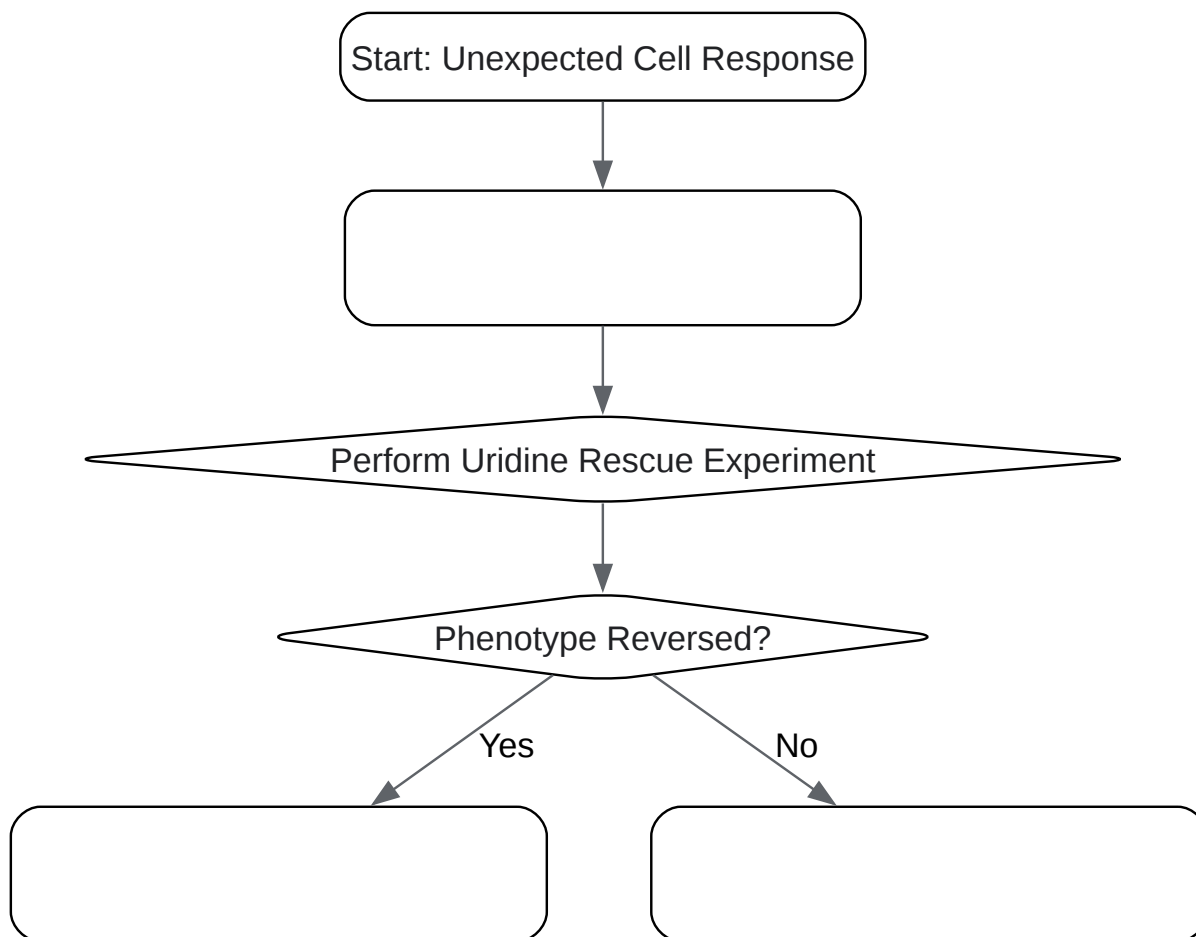 Start: Unexpected Cell Response
Perform Uridine Rescue Experiment
Phenotype Reversed?
Yes
No